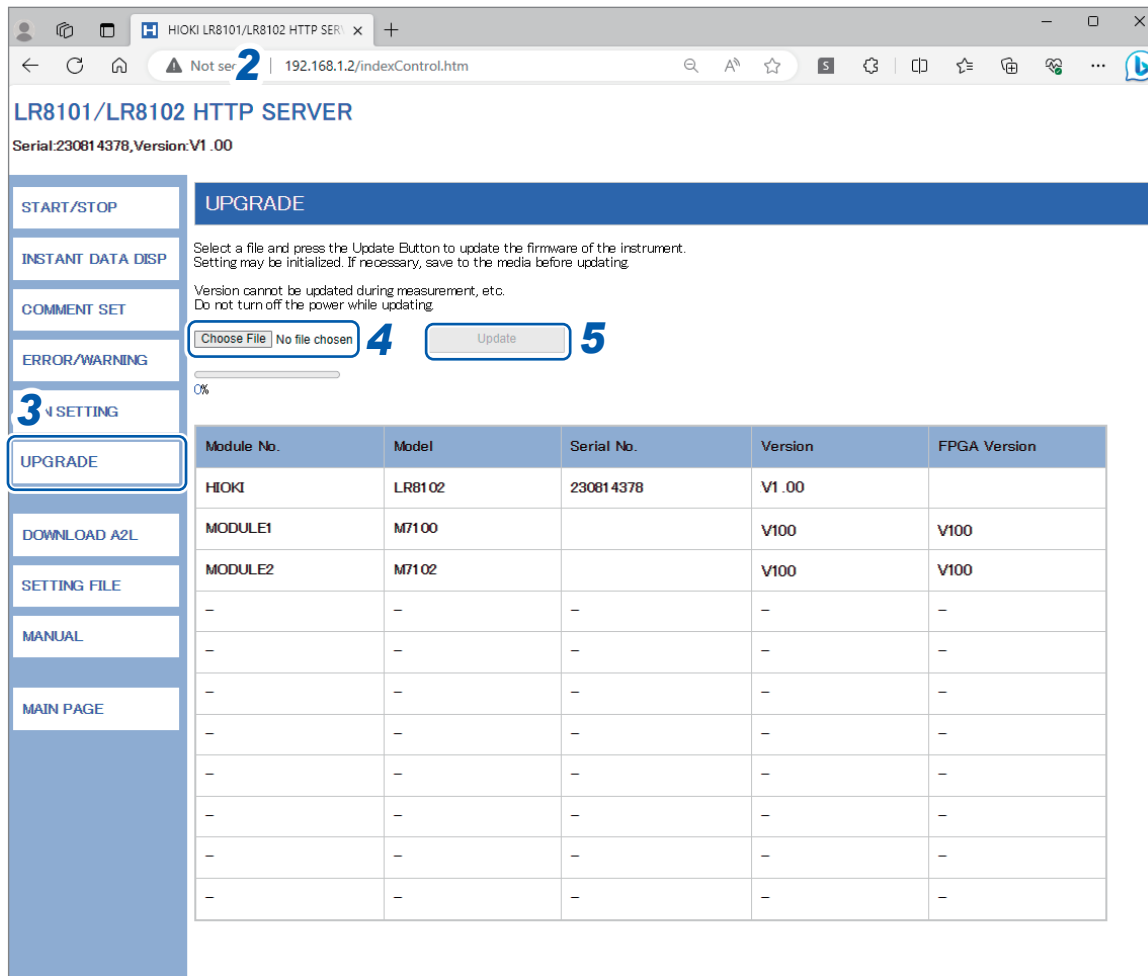 HIOKI LR8101/LR8102 HTTP SER
2
192.168.1.2/indexControl.htm
LR8101/LR8102 HTTP SERVER
Serial:230814378,Version:V1.00
START/STOP
INSTANT DATA DISP
COMMENT SET
ERROR/WARNING
3
SETTING
UPGRADE
DOWNLOAD A2L
SETTING FILE
MANUAL
MAIN PAGE
UPGRADE
Select a file and press the Update Button to update the firmware of the instrument.
Setting may be initialized. If necessary, save to the media before updating.
Version cannot be updated during measurement, etc.
Do not turn off the power while updating.
Choose File No file chosen 4 Update 5
0%
Module No. Model Serial No. Version FPGA Version
HIOKI LR8102 230814378 V1.00
MODULE1 M7100 V100 V100
MODULE2 M7102 V100 V100
– – – – –
– – – – –
– – – – –
– – – – –
– – – – –
– – – – –
– – – – –
– – – – –